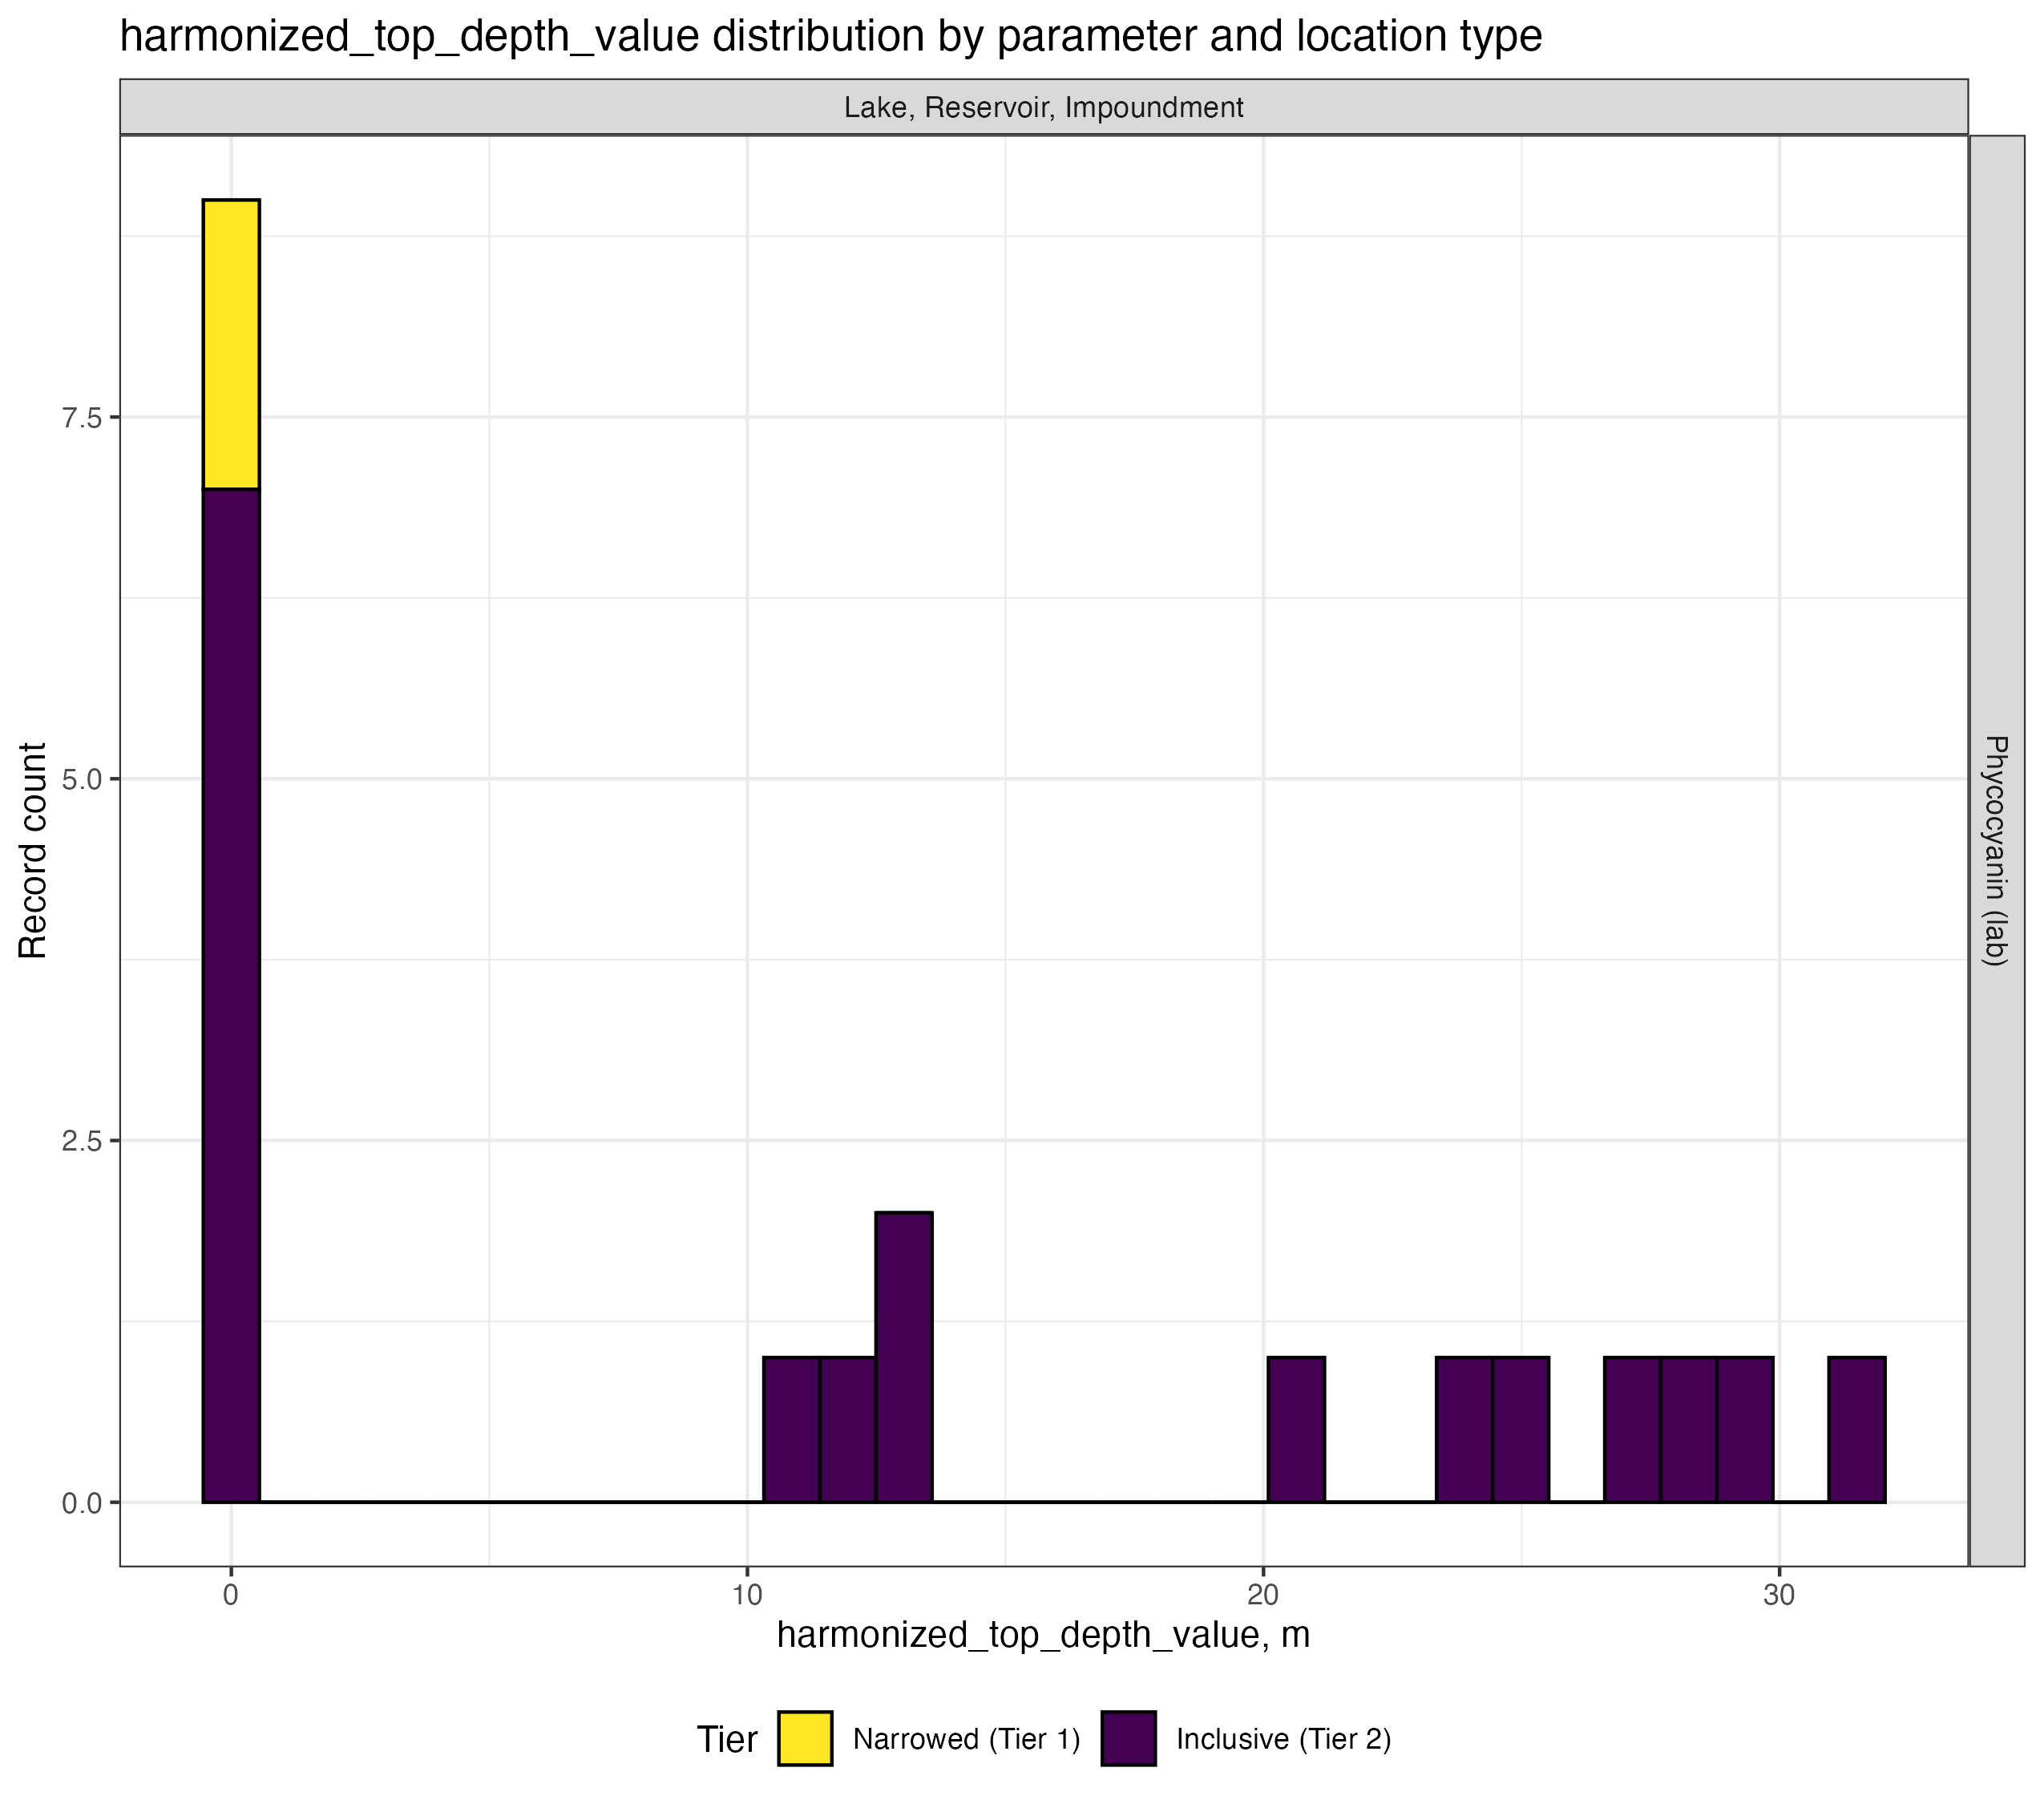 harmonized_top_depth_value distribution by parameter and location type
Lake, Reservoir, Impoundment
Phycocyanin (lab)
Record count
7.5
5.0
2.5
0.0
0
10
20
30
harmonized_top_depth_value, m
Tier
Narrowed (Tier 1)
Inclusive (Tier 2)